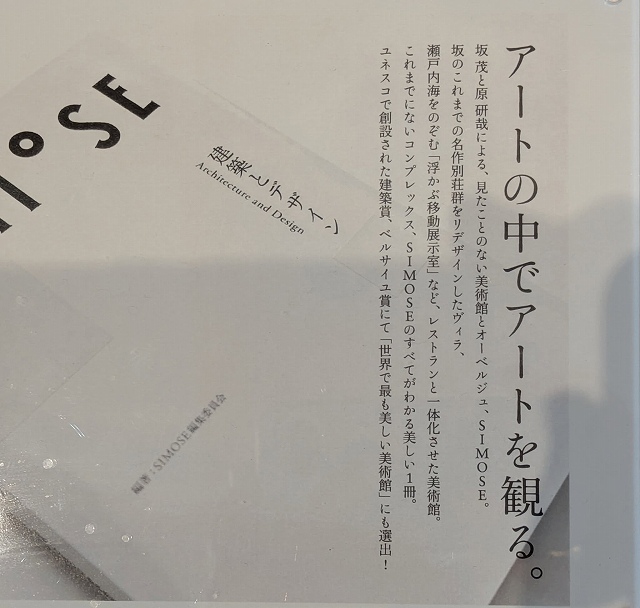 アートの中でアートを観る。
坂 茂と原 研哉による、見たことのない美術館とオーベルジュ、SIMOSE。
坂のこれまでの名作別荘群をリデザインしたヴィラ、
瀬戸内海をのぞむ「浮かぶ移動展示室」など、レストランと一体化させた美術館。
これまでにないコンプレックス、SIMOSEのすべてがわかる美しい1冊。
ユネスコで創設された建築賞、ベルサイユ賞にて「世界で最も美しい美術館」にも選出！
建築とデザイン
Architecture and Design
編著：SIMOSE編集委員会